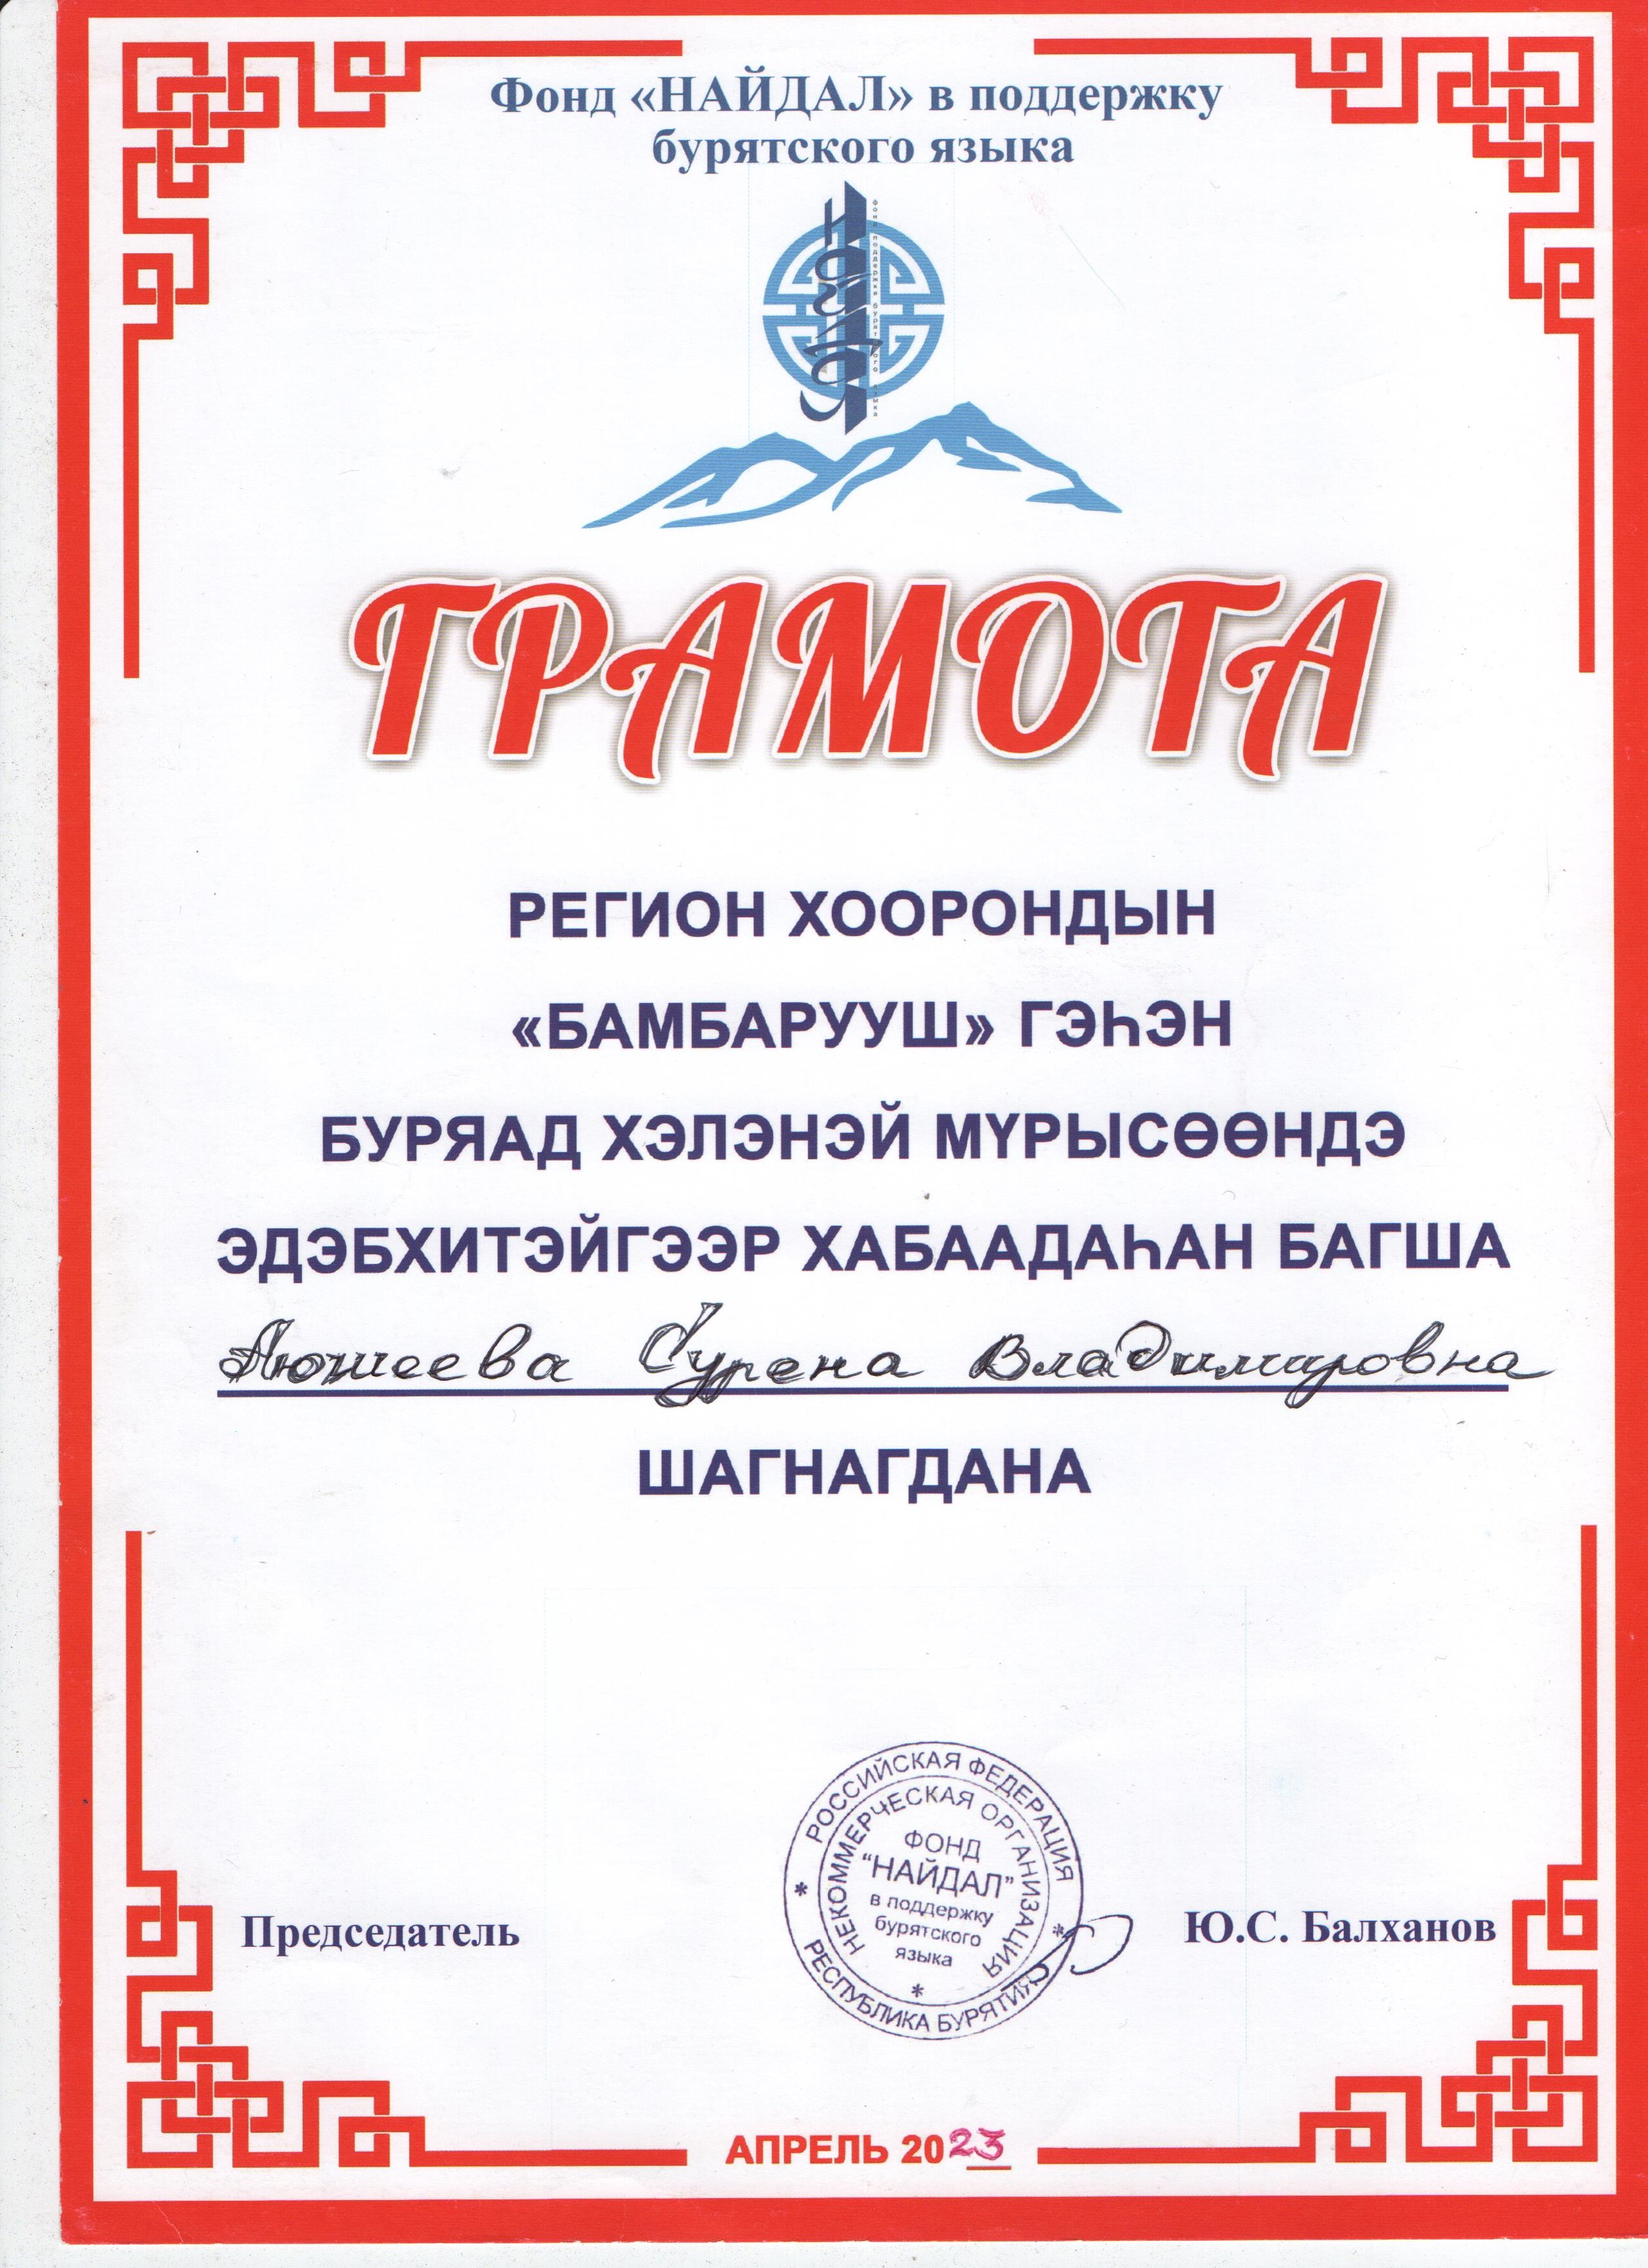 Фонд «НАЙДАЛ» в поддержку
бурятского языка
ГРАМОТА
РЕГИОН ХООРОНДЫН
«БАМБАРУУШ» ГЭҺЭН
БУРЯАД ХЭЛЭНЭЙ МҮРЫСӨӨНДЭ
ЭДЭБХИТЭЙГЭЭР ХАБААДАҺАН БАГША
Аюшеева Сурена Владимировна
ШАГНАГДАНА
РОССИЙСКАЯ ФЕДЕРАЦИЯ
НЕКОММЕРЧЕСКАЯ ОРГАНИЗАЦИЯ
ФОНД
"НАЙДАЛ"
в поддержку
бурятского
языка
РЕСПУБЛИКА БУРЯТИЯ
Председатель Ю.С. Балханов
АПРЕЛЬ 2023